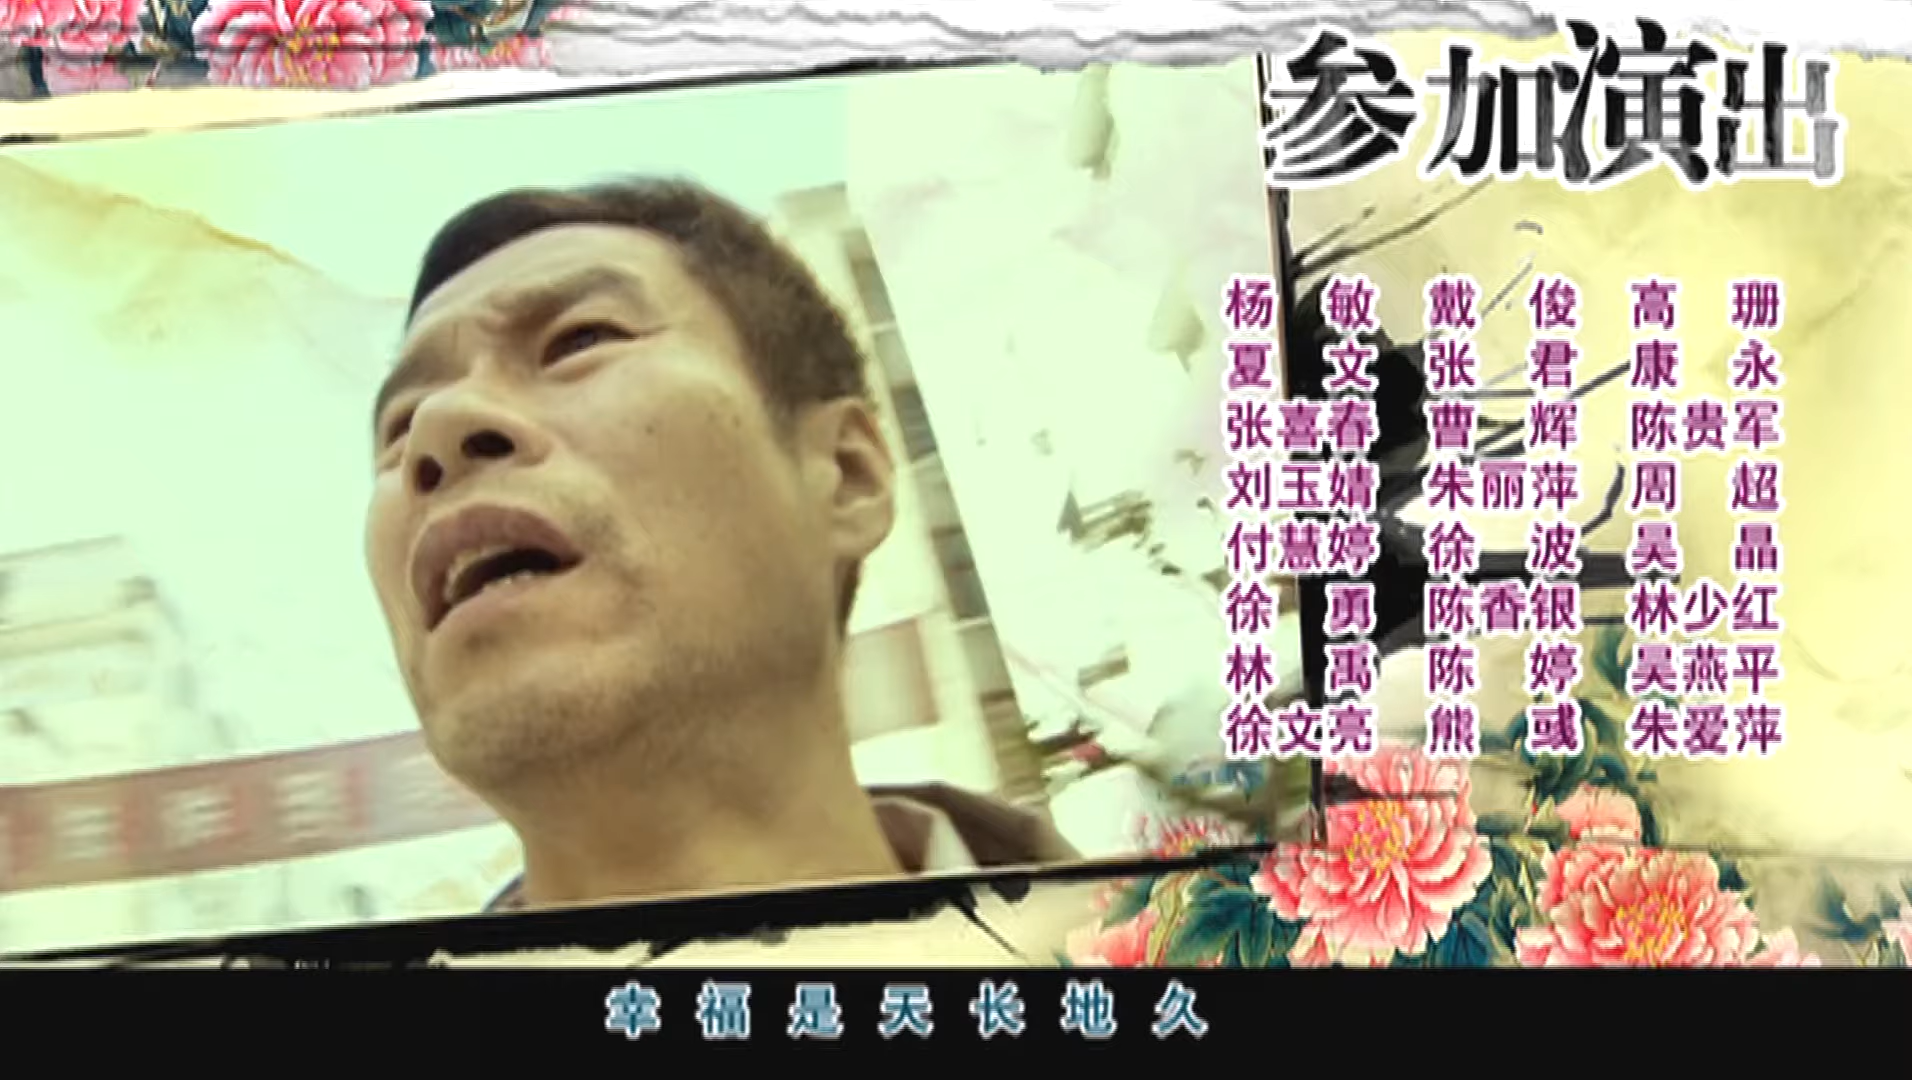 参加演出
杨 敏 戴 俊 高 珊
夏 文 张 君 康 永
张喜春 曹 辉 陈贵军
刘玉婧 朱丽萍 周 超
付慧婷 徐 波 吴 晶
徐 勇 陈香银 林少红
林 禹 陈 婷 吴燕平
徐文亮 熊 彧 朱爱萍
幸福是天长地久